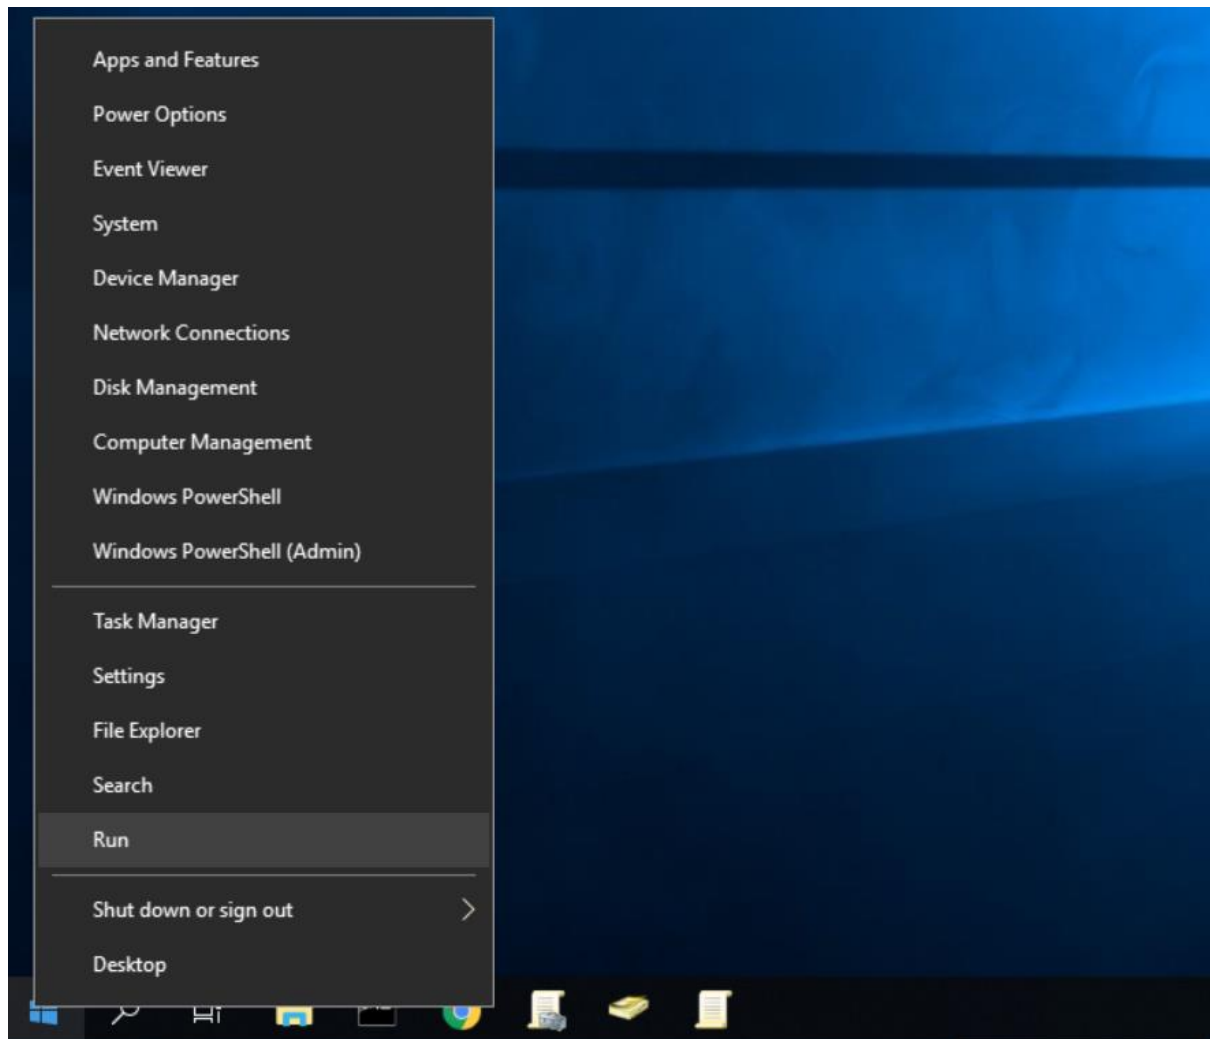 Apps and Features
Power Options
Event Viewer
System
Device Manager
Network Connections
Disk Management
Computer Management
Windows PowerShell
Windows PowerShell (Admin)
Task Manager
Settings
File Explorer
Search
Run
Shut down or sign out
Desktop